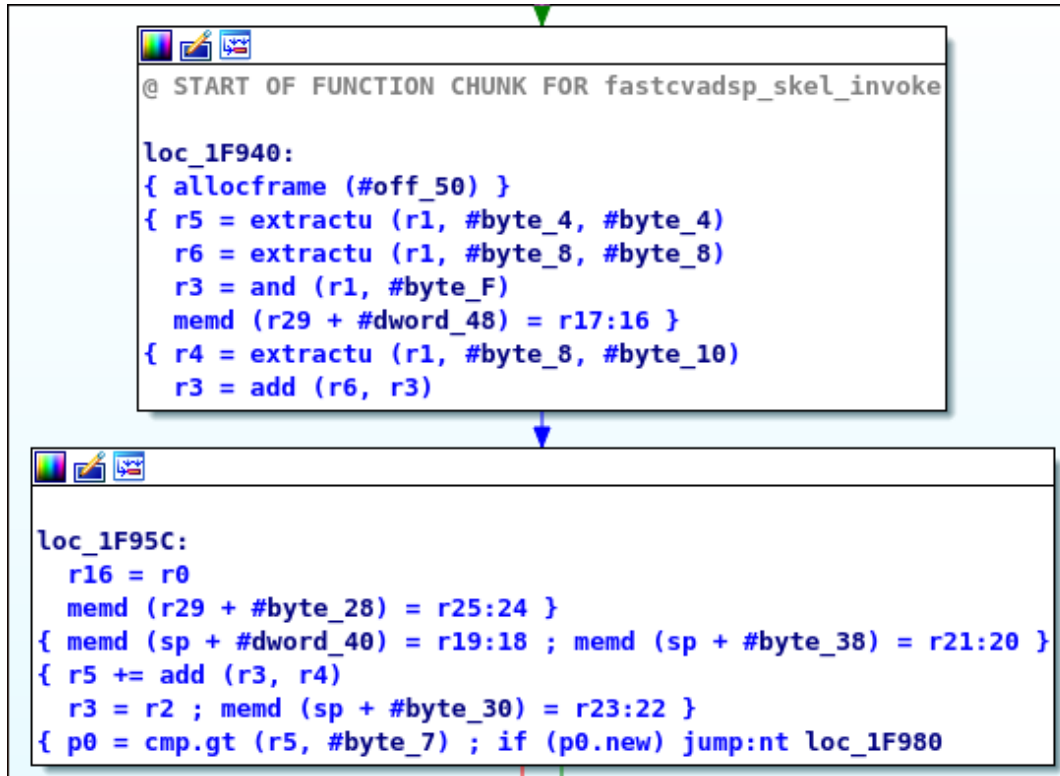 @ START OF FUNCTION CHUNK FOR fastcvadsp_skel_invoke
loc_1F940:
{ allocframe (#off_50) }
{ r5 = extractu (r1, #byte_4, #byte_4)
r6 = extractu (r1, #byte_8, #byte_8)
r3 = and (r1, #byte_F)
memd (r29 + #dword_48) = r17:16 }
{ r4 = extractu (r1, #byte_8, #byte_10)
r3 = add (r6, r3)
loc_1F95C:
r16 = r0
memd (r29 + #byte_28) = r25:24 }
{ memd (sp + #dword_40) = r19:18 ; memd (sp + #byte_38) = r21:20 }
{ r5 += add (r3, r4)
r3 = r2 ; memd (sp + #byte_30) = r23:22 }
{ p0 = cmp.gt (r5, #byte_7) ; if (p0.new) jump:nt loc_1F980